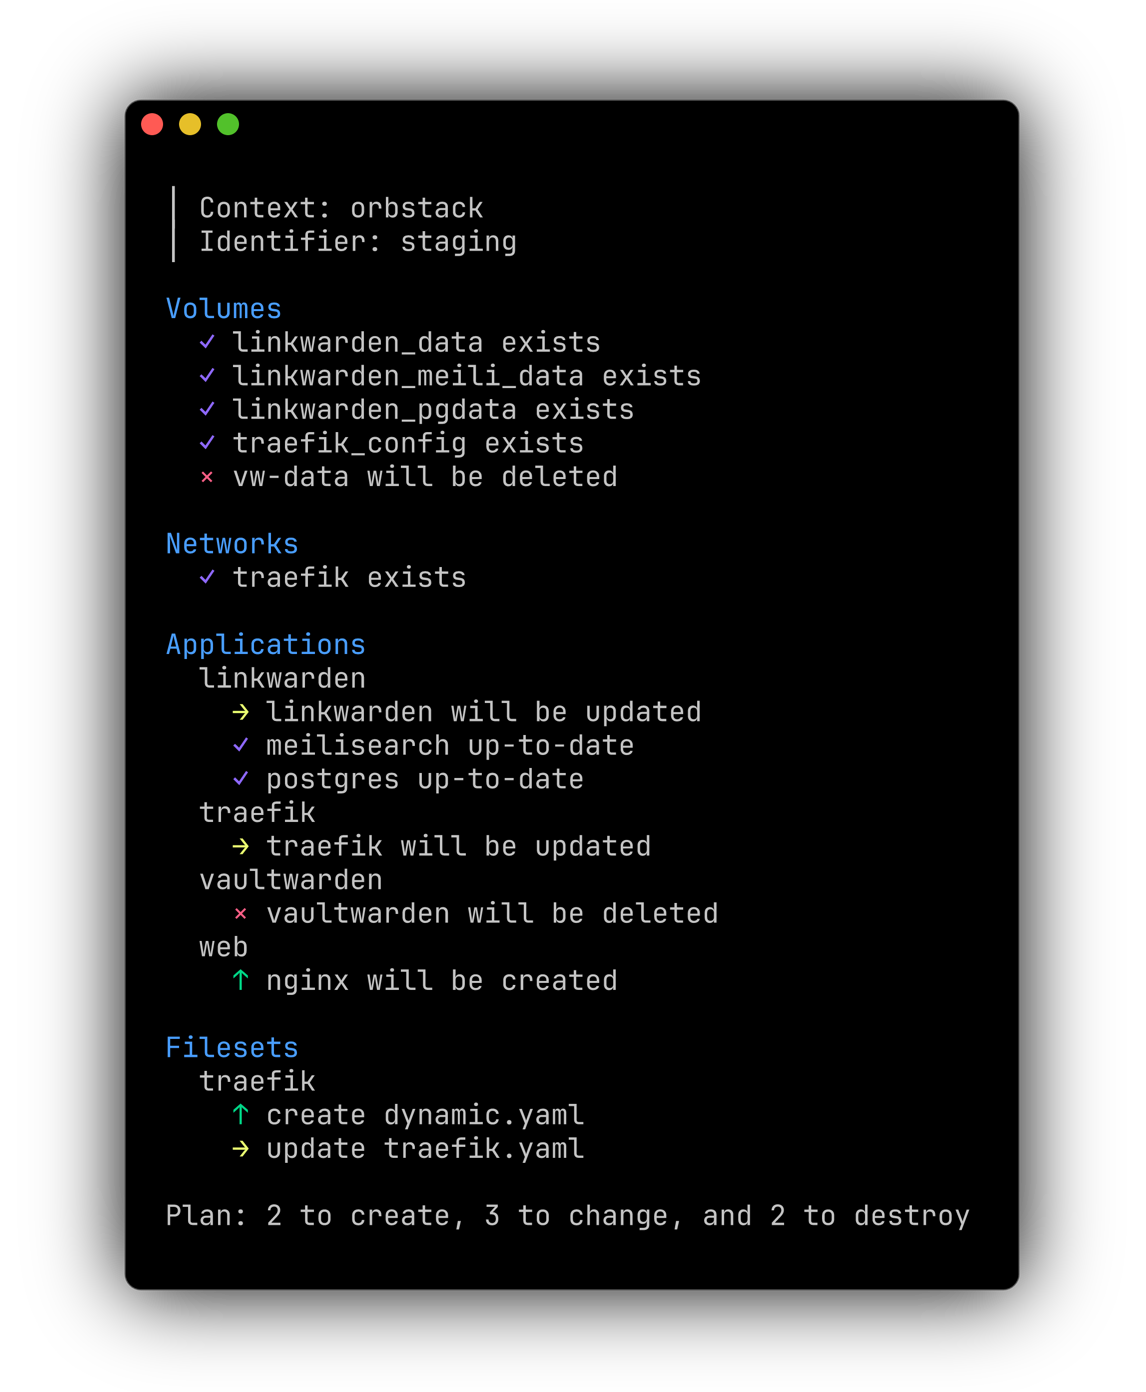 Context: orbstack
Identifier: staging
Volumes
✓ linkwarden_data exists
✓ linkwarden_meili_data exists
✓ linkwarden_pgdata exists
✓ traefik_config exists
× vw-data will be deleted
Networks
✓ traefik exists
Applications
linkwarden
→ linkwarden will be updated
✓ meilisearch up-to-date
✓ postgres up-to-date
traefik
→ traefik will be updated
vaultwarden
× vaultwarden will be deleted
web
↑ nginx will be created
Filesets
traefik
↑ create dynamic.yaml
→ update traefik.yaml
Plan: 2 to create, 3 to change, and 2 to destroy